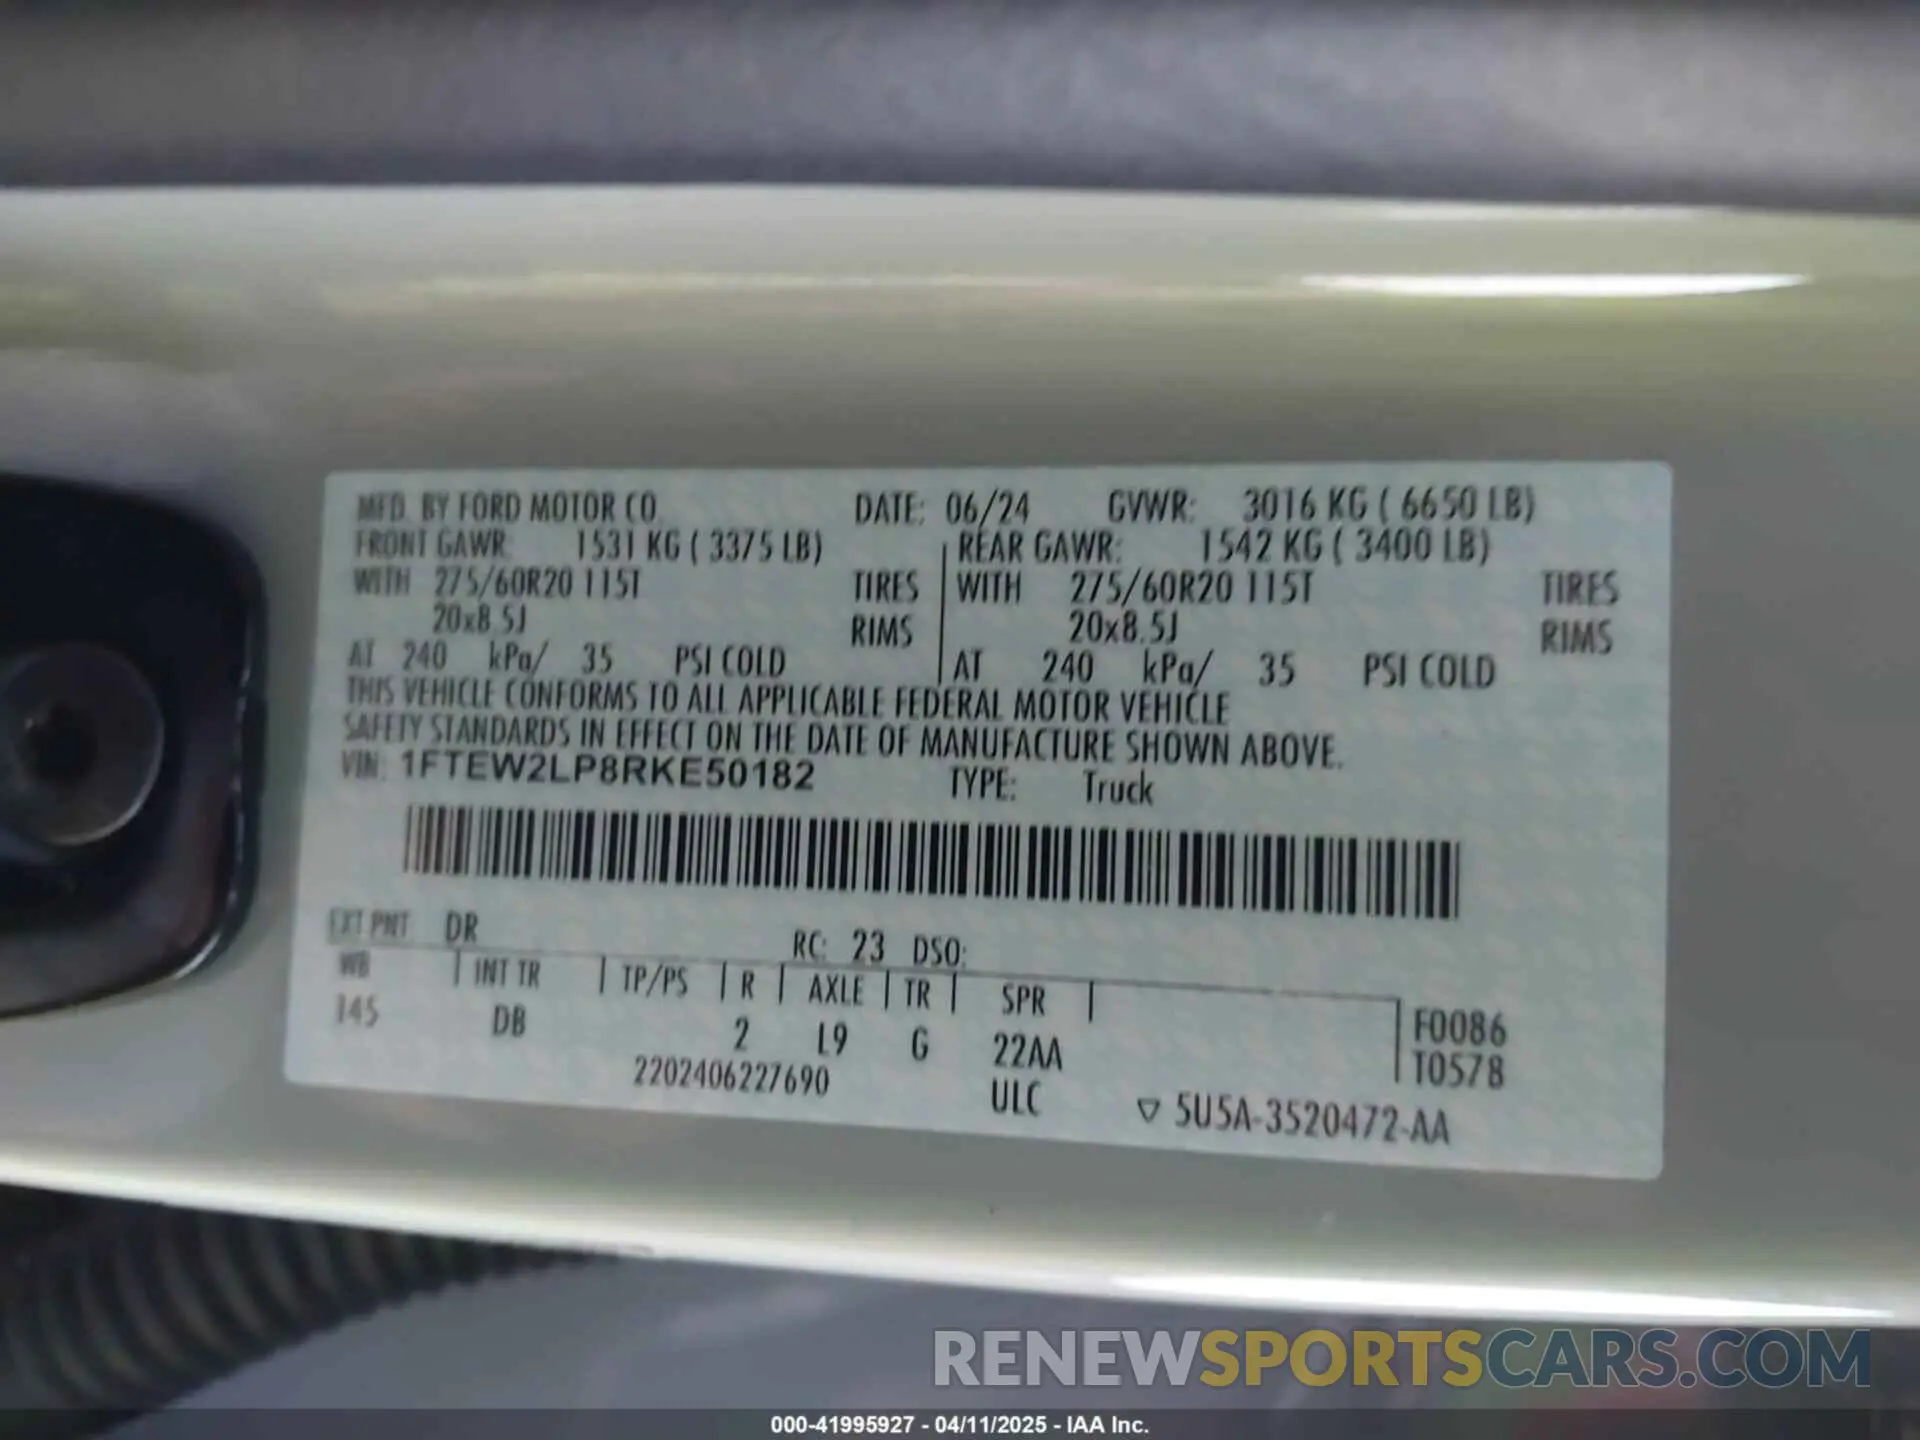 MFD. BY FORD MOTOR CO. DATE: 06/24 GVWR: 3016 KG ( 6650 LB)
FRONT GAWR: 1531 KG ( 3375 LB) REAR GAWR: 1542 KG ( 3400 LB)
WITH 275/60R20 115T TIRES WITH 275/60R20 115T TIRES
20x8.5J RIMS 20x8.5J RIMS
AT 240 kPa/ 35 PSI COLD AT 240 kPa/ 35 PSI COLD
THIS VEHICLE CONFORMS TO ALL APPLICABLE FEDERAL MOTOR VEHICLE
SAFETY STANDARDS IN EFFECT ON THE DATE OF MANUFACTURE SHOWN ABOVE.
VIN: 1FTEW2LP8RKE50182 TYPE: Truck
EXT PNT DR RC: 23 DSO:
WB INT TR TP/PS R AXLE TR SPR F0086
145 DB 2 L9 G 22AA T0578
2202406227690 ULC ▽ 5U5A-3520472-AA
RENEWSPORTSCARS.COM
000-41995927 - 04/11/2025 - IAA Inc.